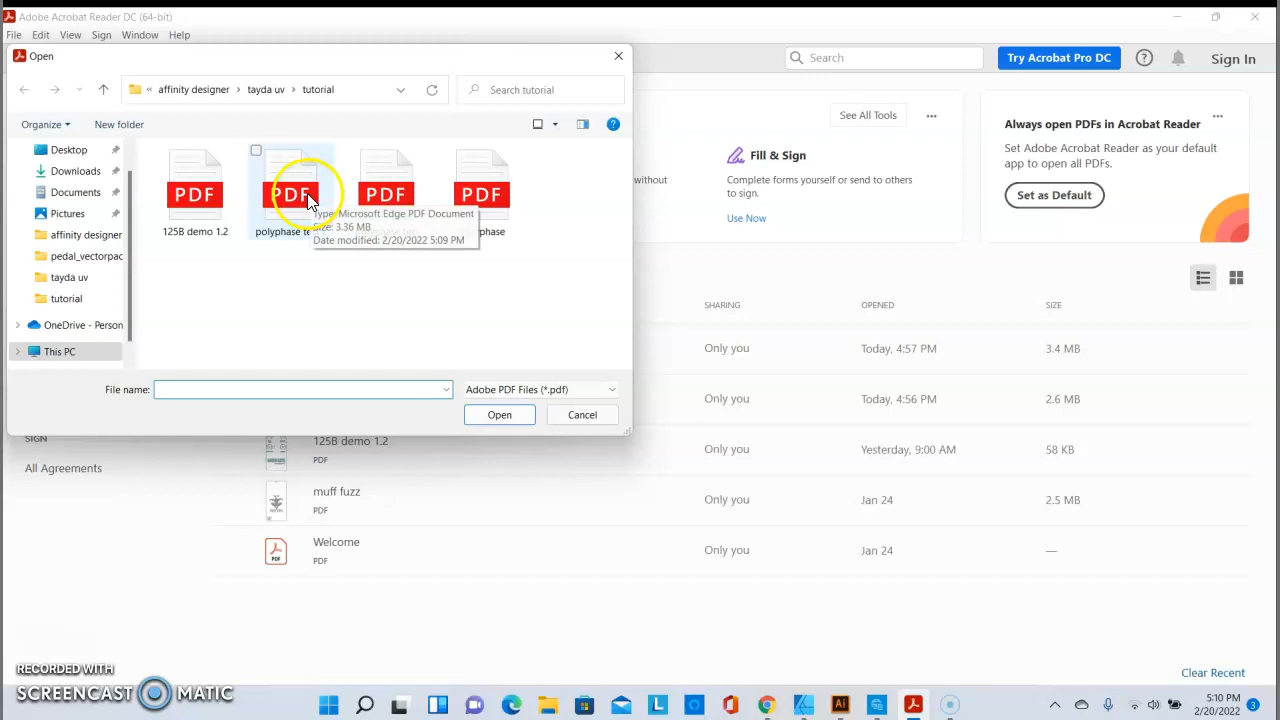 Adobe Acrobat Reader DC (64-bit)
File Edit View Sign Window Help
Open
Search
Try Acrobat Pro DC
Sign In
« affinity designer > tayda uv > tutorial
Search tutorial
Organize
New folder
Desktop
Downloads
Documents
Pictures
affinity designer
pedal_vectorpac
tayda uv
tutorial
OneDrive - Person
This PC
PDF
PDF
PDF
PDF
125B demo 1.2
polyphase te
phase
Type: Microsoft Edge PDF Document
Size: 3.36 MB
Date modified: 2/20/2022 5:09 PM
File name:
Adobe PDF Files (*.pdf)
Open
Cancel
See All Tools
Fill & Sign
Complete forms yourself or send to others
to sign.
Use Now
without
Always open PDFs in Acrobat Reader
Set Adobe Acrobat Reader as your default
app to open all PDFs.
Set as Default
SHARING OPENED SIZE
Only you Today, 4:57 PM 3.4 MB
Only you Today, 4:56 PM 2.6 MB
SIGN
All Agreements
125B demo 1.2
PDF
Only you Yesterday, 9:00 AM 58 KB
muff fuzz
PDF
Only you Jan 24 2.5 MB
Welcome
PDF
Only you Jan 24 —
Clear Recent
RECORDED WITH
SCREENCAST MATIC
5:10 PM
2/20/2022
3